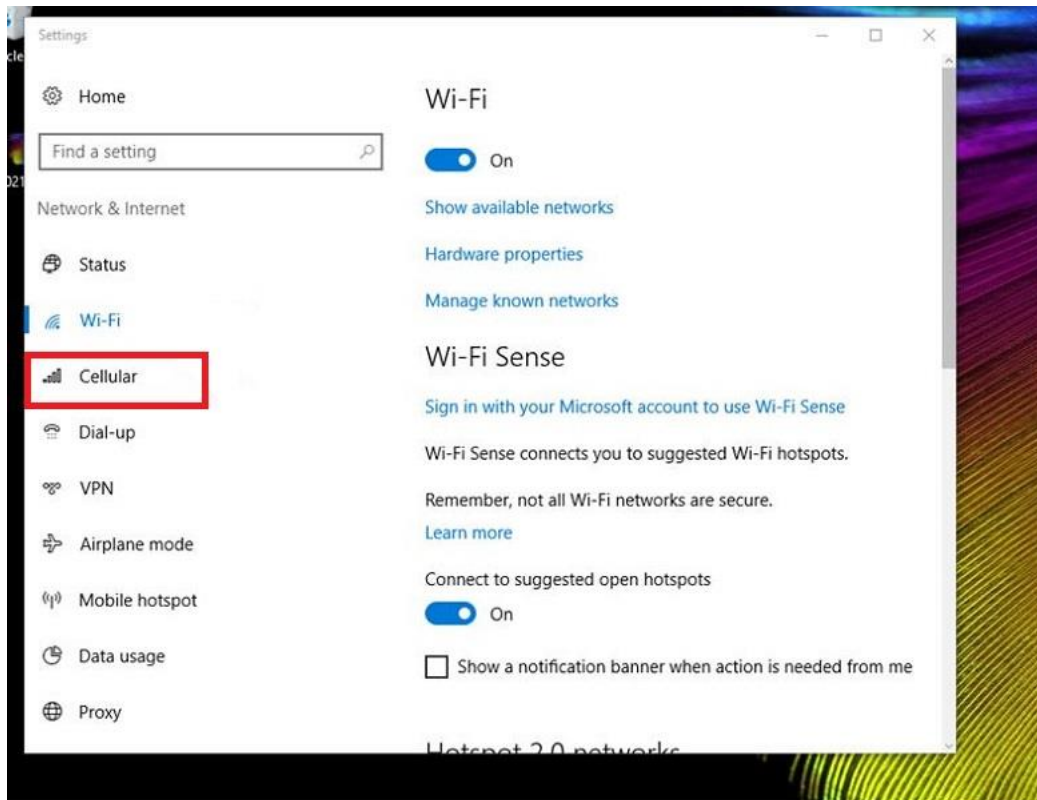 Settings
cle
Home
Find a setting
021
Network & Internet
Status
Wi-Fi
Cellular
Dial-up
VPN
Airplane mode
Mobile hotspot
Data usage
Proxy
Wi-Fi
On
Show available networks
Hardware properties
Manage known networks
Wi-Fi Sense
Sign in with your Microsoft account to use Wi-Fi Sense
Wi-Fi Sense connects you to suggested Wi-Fi hotspots.
Remember, not all Wi-Fi networks are secure.
Learn more
Connect to suggested open hotspots
On
Show a notification banner when action is needed from me
Hotspot 2.0 networks